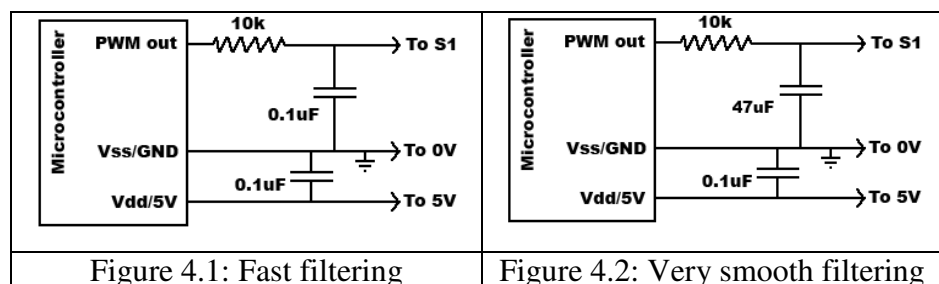 Microcontroller
PWM out
10k
To S1
0.1uF
Vss/GND
To 0V
0.1uF
Vdd/5V
To 5V
Figure 4.1: Fast filtering
Microcontroller
PWM out
10k
To S1
47uF
Vss/GND
To 0V
0.1uF
Vdd/5V
To 5V
Figure 4.2: Very smooth filtering